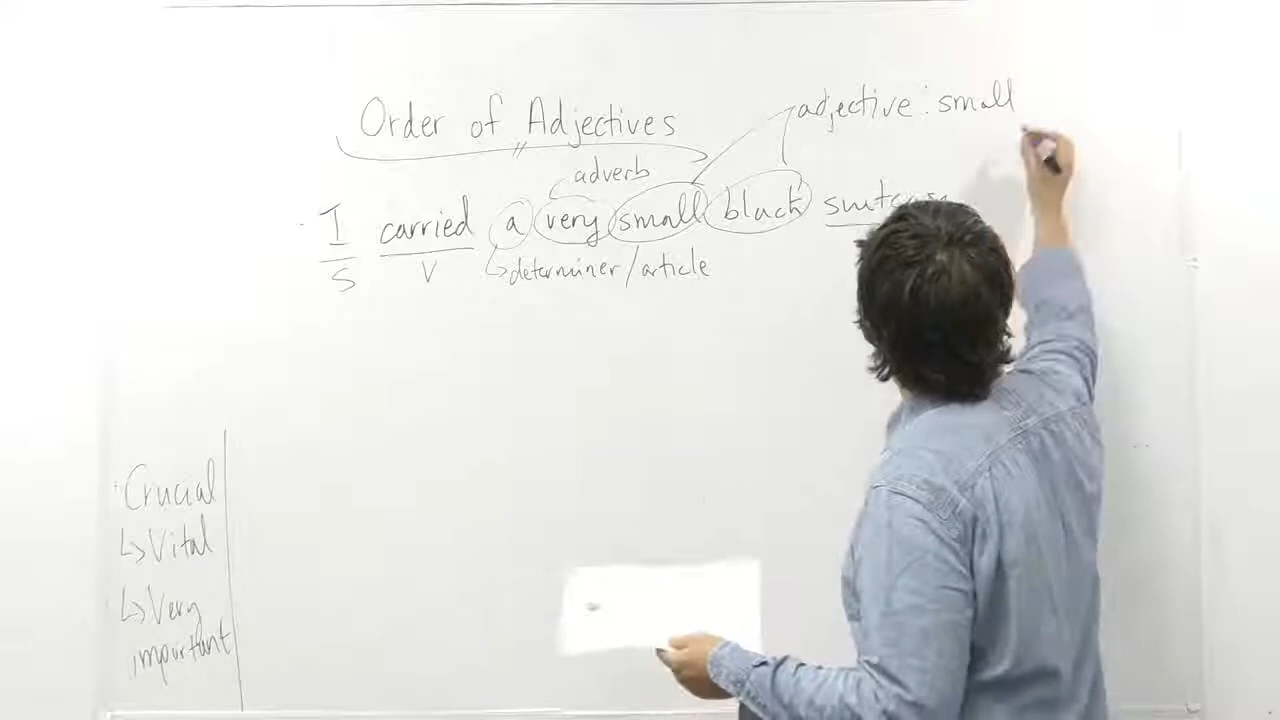 Order of Adjectives
adjective: small
adverb
I carried a very small black
S V determiner/article
Crucial
↳ Vital
↳ Very
important